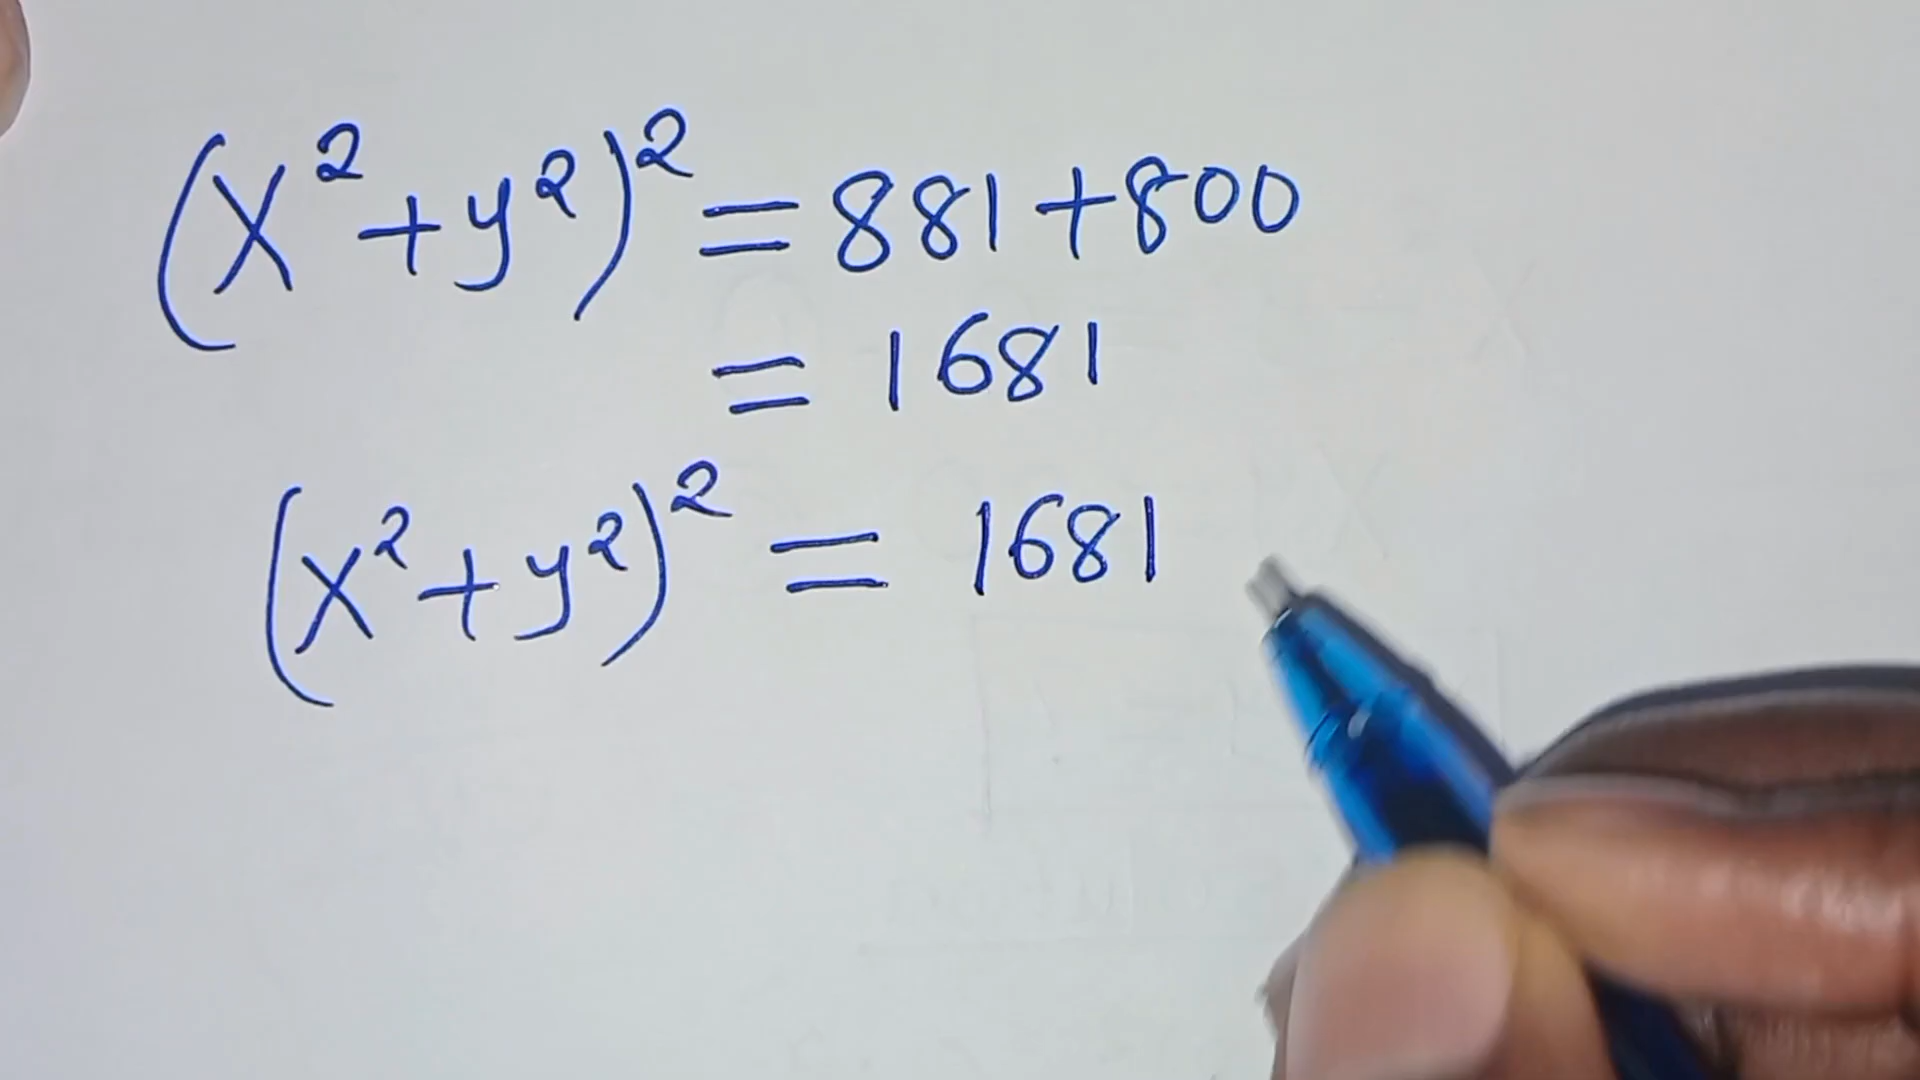 (x²+y²)² = 881+800
= 1681
(x²+y²)² = 1681